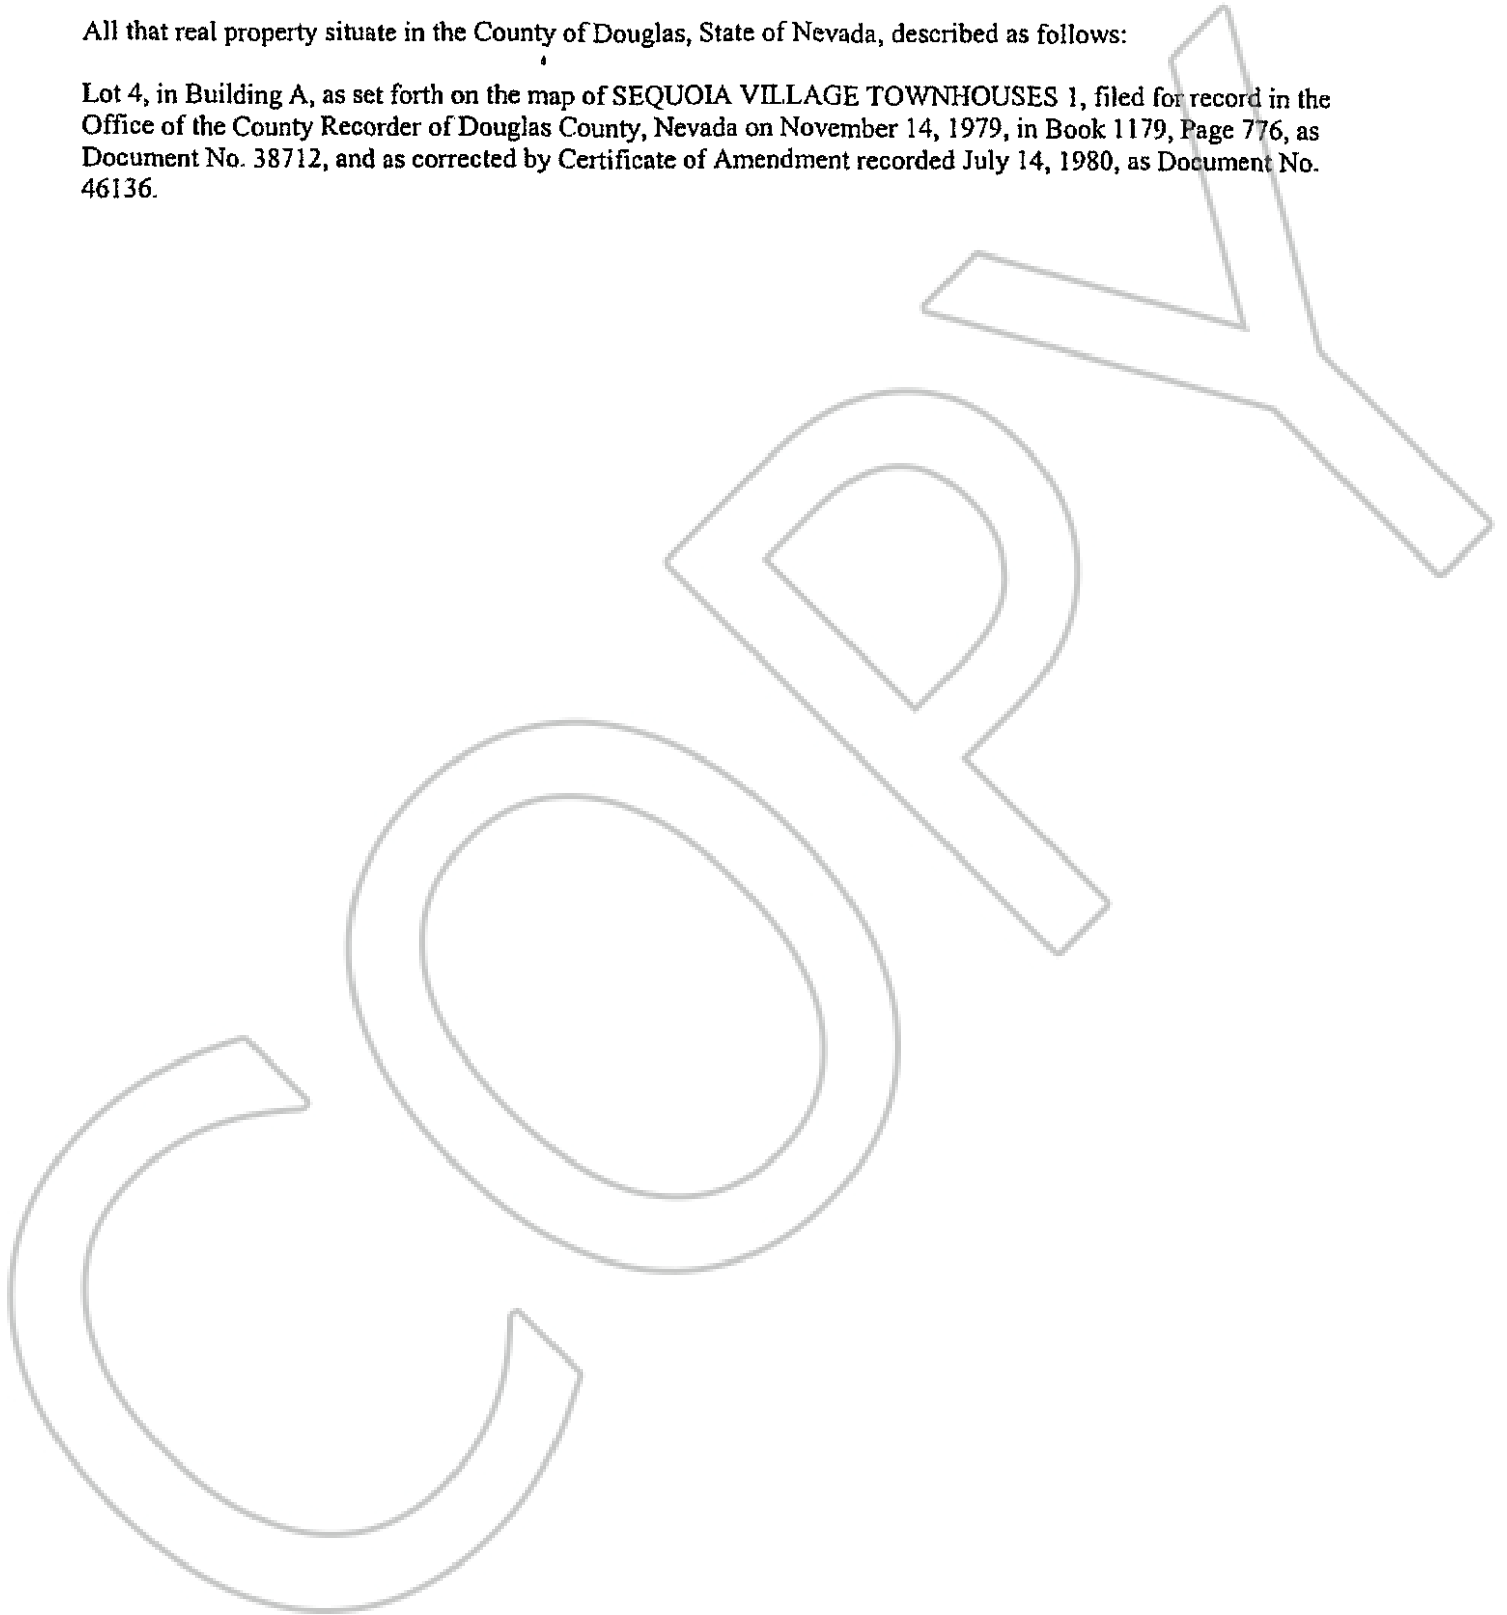 All that real property situate in the County of Douglas, State of Nevada, described as follows:
Lot 4, in Building A, as set forth on the map of SEQUOIA VILLAGE TOWNHOUSES 1, filed for record in the
Office of the County Recorder of Douglas County, Nevada on November 14, 1979, in Book 1179, Page 776, as
Document No. 38712, and as corrected by Certificate of Amendment recorded July 14, 1980, as Document No.
46136.
COPY